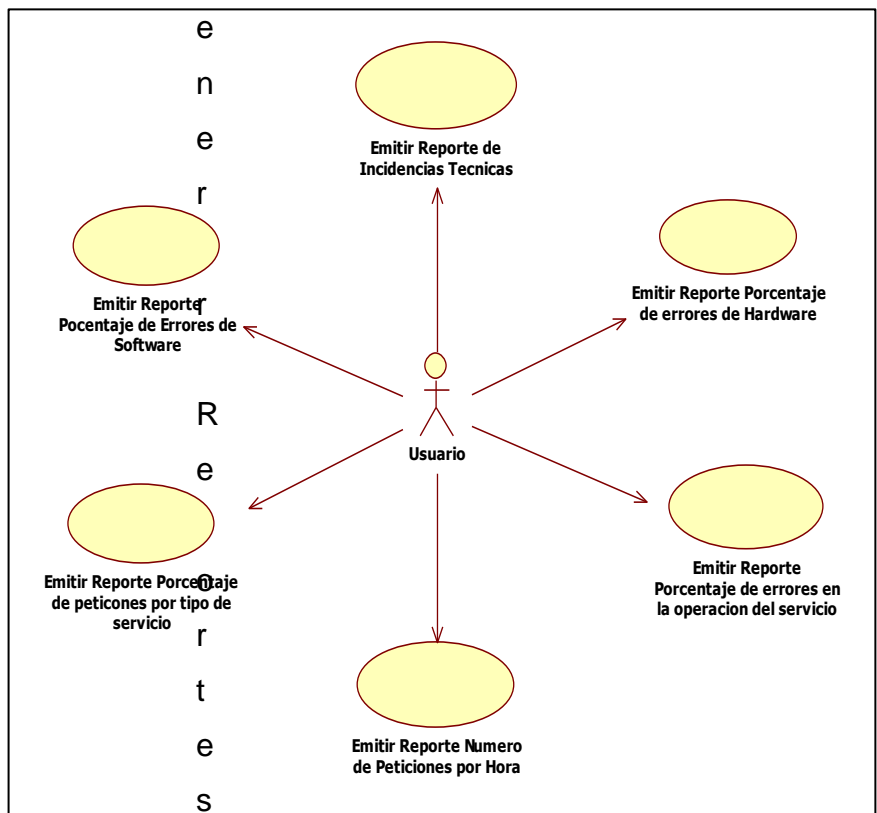 e
n
e
r
r
R
e
o
r
t
e
s
Emitir Reporte de
Incidencias Tecnicas
Emitir Reporte
Pocentaje de Errores de
Software
Emitir Reporte Porcentaje
de errores de Hardware
Usuario
Emitir Reporte Porcentaje
de peticones por tipo de
servicio
Emitir Reporte
Porcentaje de errores en
la operacion del servicio
Emitir Reporte Numero
de Peticiones por Hora